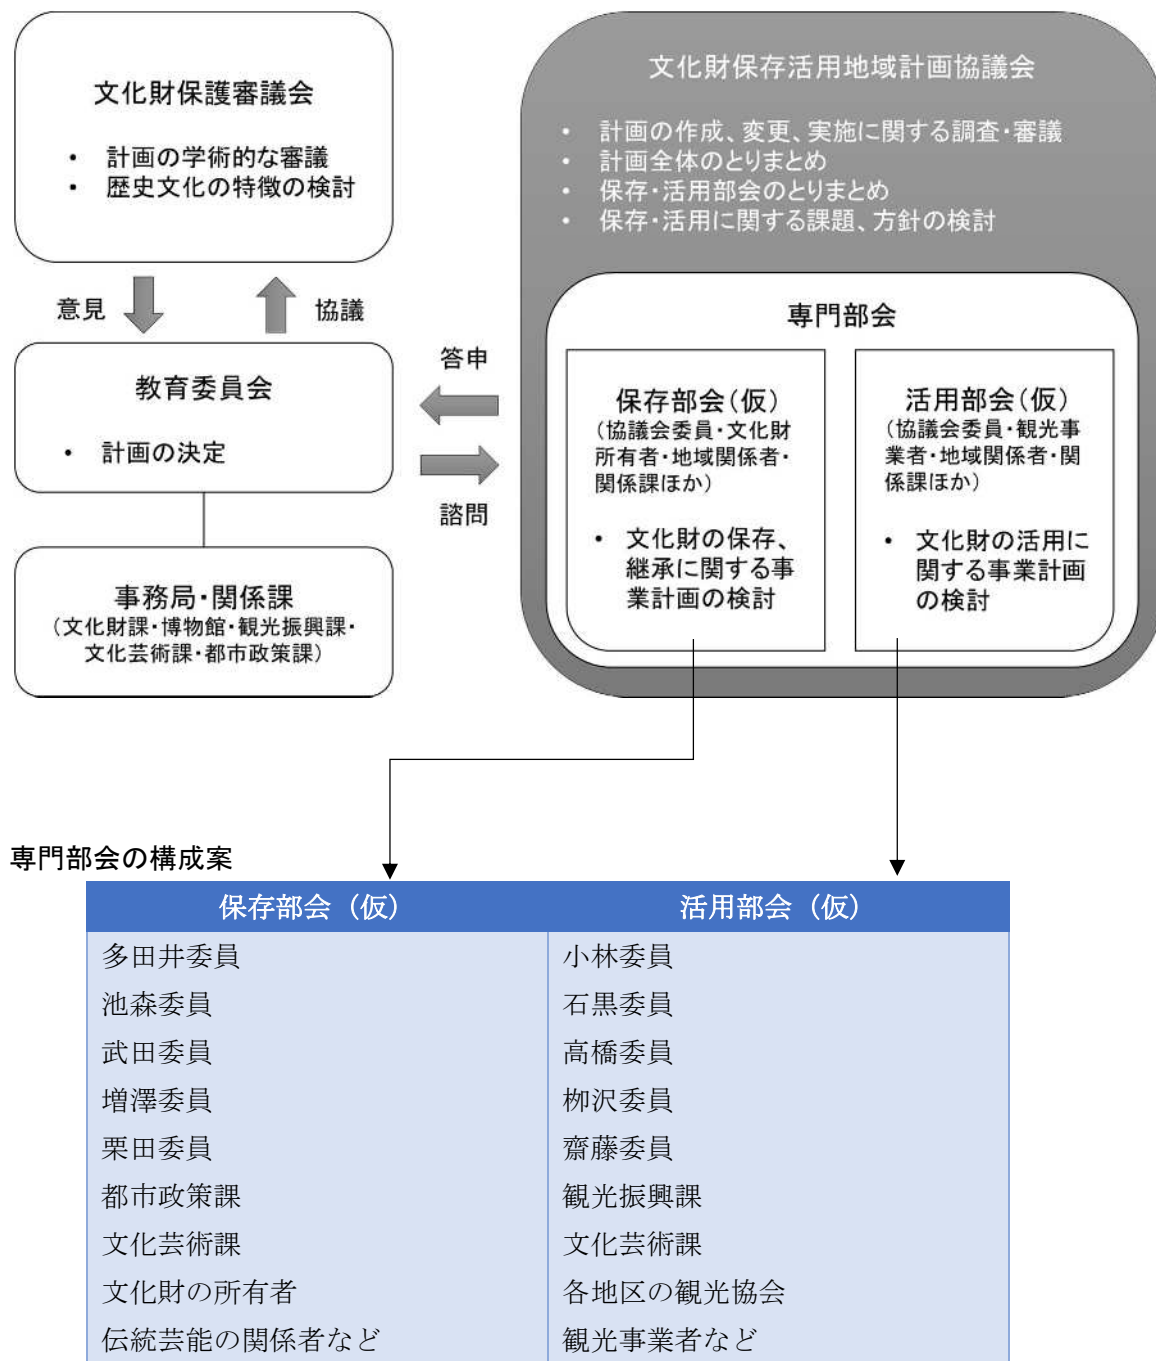 文化財保護審議会
・ 計画の学術的な審議
・ 歴史文化の特徴の検討
意見
協議
教育委員会
・ 計画の決定
事務局・関係課
（文化財課・博物館・観光振興課・
文化芸術課・都市政策課）
答申
諮問
文化財保存活用地域計画協議会
・ 計画の作成、変更、実施に関する調査・審議
・ 計画全体のとりまとめ
・ 保存・活用部会のとりまとめ
・ 保存・活用に関する課題、方針の検討
専門部会
保存部会（仮）
（協議会委員・文化財
所有者・地域関係者・
関係課ほか）
・ 文化財の保存、
継承に関する事
業計画の検討
活用部会（仮）
（協議会委員・観光事
業者・地域関係者・関
係課ほか）
・ 文化財の活用に
関する事業計画
の検討
専門部会の構成案
保存部会（仮） 活用部会（仮）
多田井委員 小林委員
池森委員 石黒委員
武田委員 高橋委員
増澤委員 栁沢委員
栗田委員 齋藤委員
都市政策課 観光振興課
文化芸術課 文化芸術課
文化財の所有者 各地区の観光協会
伝統芸能の関係者など 観光事業者など